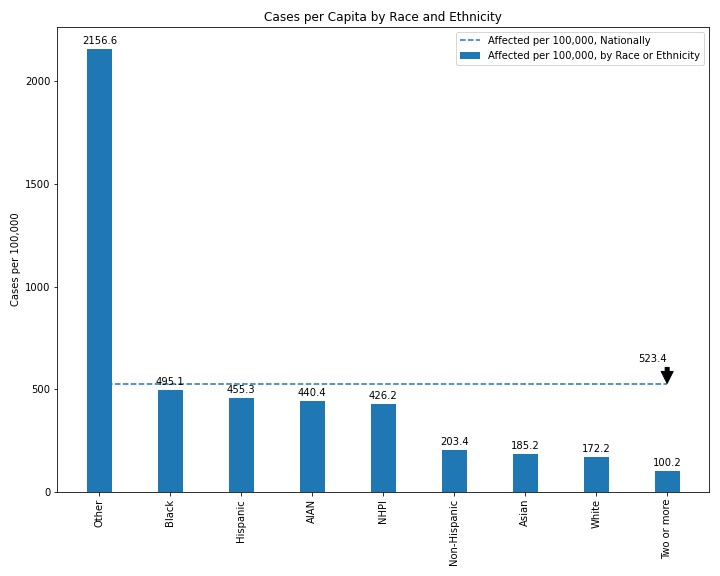 Cases per Capita by Race and Ethnicity
Affected per 100,000, Nationally
Affected per 100,000, by Race or Ethnicity
Cases per 100,000
2000
1500
1000
500
0
2156.6
495.1
455.3
440.4
426.2
203.4
185.2
172.2
100.2
523.4
Other
Black
Hispanic
AIAN
NHPI
Non-Hispanic
Asian
White
Two or more